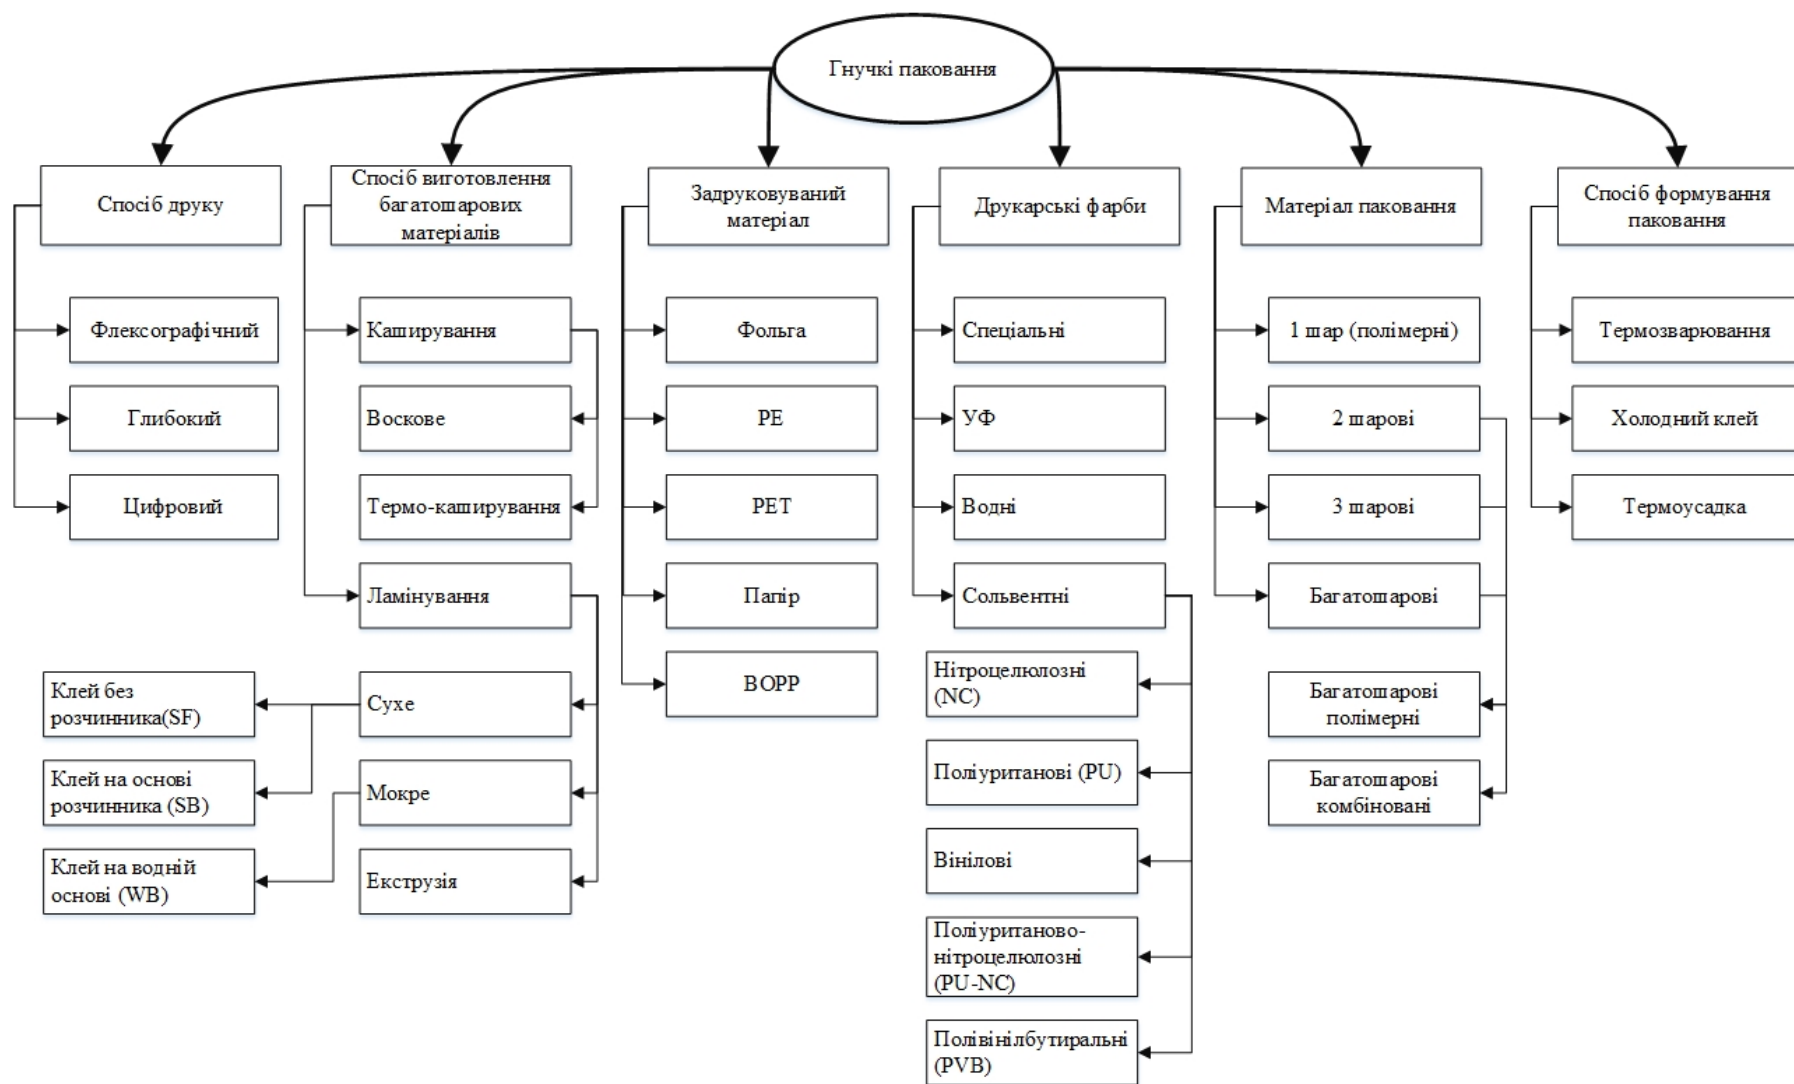 Гнучкі паковання
Спосіб друку
Флексографічний
Глибокий
Цифровий
Спосіб виготовлення
багатошарових
матеріалів
Каширування
Воскове
Термо-каширування
Ламінування
Сухе
Мокре
Екструзія
Клей без
розчинника(SF)
Клей на основі
розчинника (SB)
Клей на водній
основі (WB)
Задруковуваний
матеріал
Фольга
PE
PET
Папір
BOPP
Друкарські фарби
Спеціальні
УФ
Водні
Сольвентні
Нітроцелюлозні
(NC)
Поліуританові (PU)
Вінілові
Поліуританово-
нітроцелюлозні
(PU-NC)
Полівінілбутиральні
(PVB)
Матеріал паковання
1 шар (полімерні)
2 шарові
3 шарові
Багатошарові
Багатошарові
полімерні
Багатошарові
комбіновані
Спосіб формування
паковання
Термозварювання
Холодний клей
Термоусадка